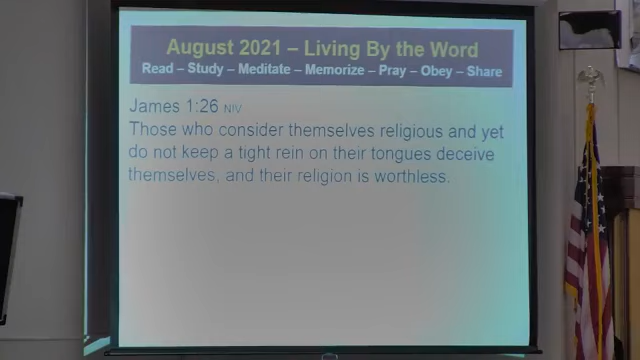 August 2021 – Living By the Word
Read – Study – Meditate – Memorize – Pray – Obey – Share
James 1:26 NIV
Those who consider themselves religious and yet
do not keep a tight rein on their tongues deceive
themselves, and their religion is worthless.